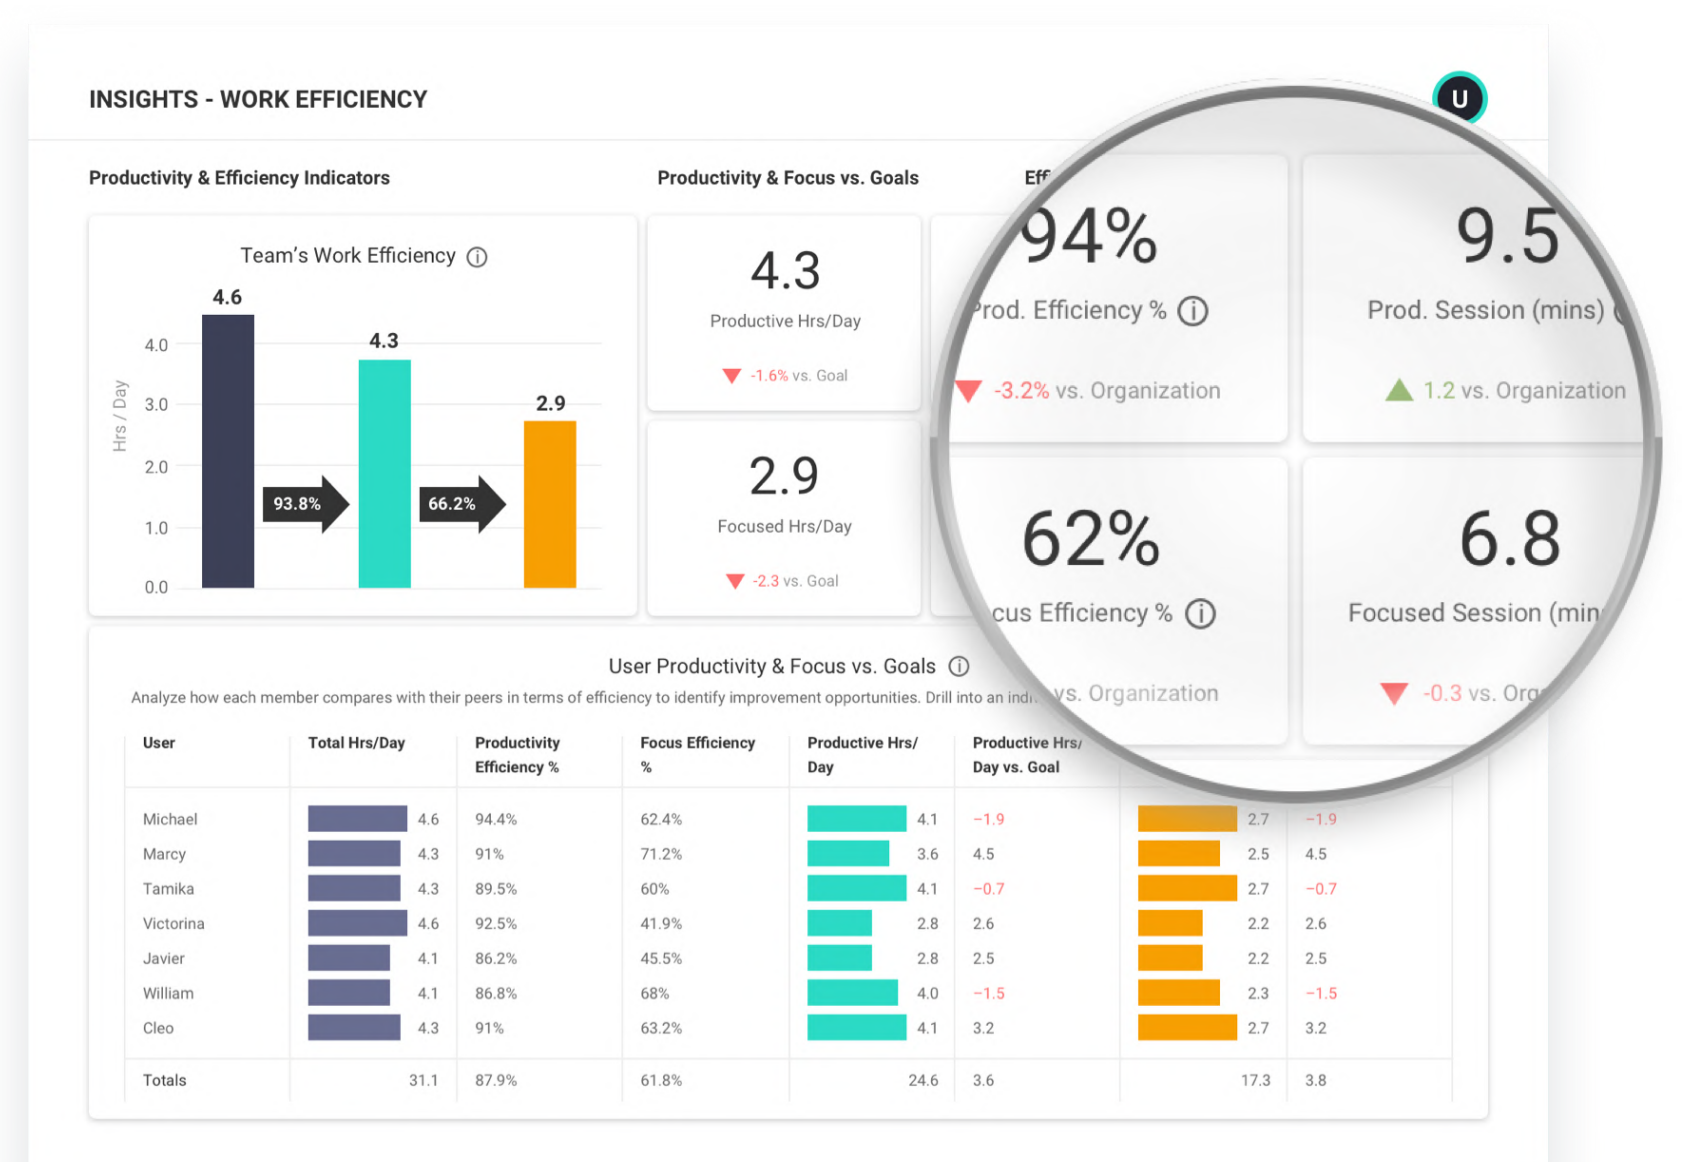 INSIGHTS - WORK EFFICIENCY
U
Productivity & Efficiency Indicators
Productivity & Focus vs. Goals
Team's Work Efficiency
Hrs / Day
4.0
3.0
2.0
1.0
0.0
4.6
4.3
2.9
93.8%
66.2%
4.3
Productive Hrs/Day
-1.6% vs. Goal
2.9
Focused Hrs/Day
-2.3 vs. Goal
94%
Prod. Efficiency %
-3.2% vs. Organization
9.5
Prod. Session (mins)
1.2 vs. Organization
62%
Efficiency %
vs. Organization
6.8
Focused Session
-0.3 vs.
User Productivity & Focus vs. Goals
Analyze how each member compares with their peers in terms of efficiency to identify improvement opportunities. Drill into an
User Total Hrs/Day Productivity Efficiency % Focus Efficiency % Productive Hrs/ Day Productive Hrs/ Day vs. Goal
Michael 4.6 94.4% 62.4% 4.1 −1.9 2.7 −1.9
Marcy 4.3 91% 71.2% 3.6 4.5 2.5 4.5
Tamika 4.3 89.5% 60% 4.1 −0.7 2.7 −0.7
Victorina 4.6 92.5% 41.9% 2.8 2.6 2.2 2.6
Javier 4.1 86.2% 45.5% 2.8 2.5 2.2 2.5
William 4.1 86.8% 68% 4.0 −1.5 2.3 −1.5
Cleo 4.3 91% 63.2% 4.1 3.2 2.7 3.2
Totals 31.1 87.9% 61.8% 24.6 3.6 17.3 3.8